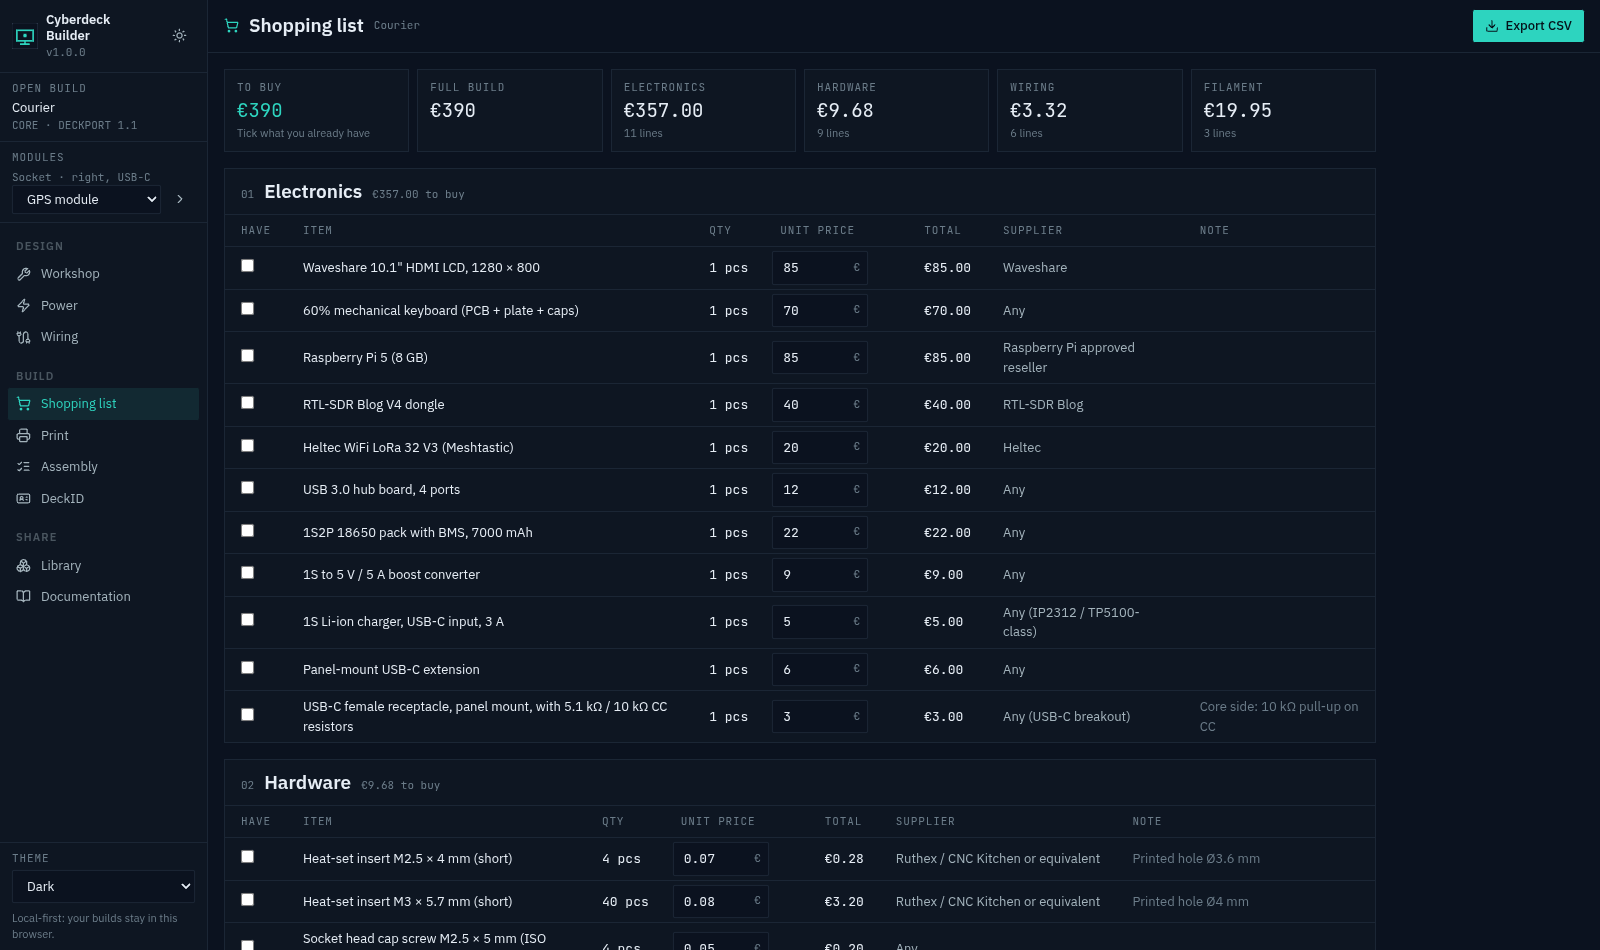 Cyberdeck
Builder
v1.0.0
OPEN BUILD
Courier
CORE · DECKPORT 1.1
MODULES
Socket · right, USB-C
GPS module
DESIGN
Workshop
Power
Wiring
BUILD
Shopping list
Print
Assembly
DeckID
SHARE
Library
Documentation
THEME
Dark
Local-first: your builds stay in this
browser.
Shopping list Courier
Export CSV
TO BUY
€390
Tick what you already have
FULL BUILD
€390
ELECTRONICS
€357.00
11 lines
HARDWARE
€9.68
9 lines
WIRING
€3.32
6 lines
FILAMENT
€19.95
3 lines
01 Electronics €357.00 to buy
HAVE ITEM QTY UNIT PRICE TOTAL SUPPLIER NOTE
Waveshare 10.1" HDMI LCD, 1280 × 800 1 pcs 85 € €85.00 Waveshare
60% mechanical keyboard (PCB + plate + caps) 1 pcs 70 € €70.00 Any
Raspberry Pi 5 (8 GB) 1 pcs 85 € €85.00 Raspberry Pi approved
reseller
RTL-SDR Blog V4 dongle 1 pcs 40 € €40.00 RTL-SDR Blog
Heltec WiFi LoRa 32 V3 (Meshtastic) 1 pcs 20 € €20.00 Heltec
USB 3.0 hub board, 4 ports 1 pcs 12 € €12.00 Any
1S2P 18650 pack with BMS, 7000 mAh 1 pcs 22 € €22.00 Any
1S to 5 V / 5 A boost converter 1 pcs 9 € €9.00 Any
1S Li-ion charger, USB-C input, 3 A 1 pcs 5 € €5.00 Any (IP2312 / TP5100-
class)
Panel-mount USB-C extension 1 pcs 6 € €6.00 Any
USB-C female receptacle, panel mount, with 5.1 kΩ / 10 kΩ CC
resistors 1 pcs 3 € €3.00 Any (USB-C breakout) Core side: 10 kΩ pull-up on
CC
02 Hardware €9.68 to buy
HAVE ITEM QTY UNIT PRICE TOTAL SUPPLIER NOTE
Heat-set insert M2.5 × 4 mm (short) 4 pcs 0.07 € €0.28 Ruthex / CNC Kitchen or equivalent Printed hole Ø3.6 mm
Heat-set insert M3 × 5.7 mm (short) 40 pcs 0.08 € €3.20 Ruthex / CNC Kitchen or equivalent Printed hole Ø4 mm
Socket head cap screw M2.5 × 5 mm (ISO
4 pcs 0.05 € €0.20 Any